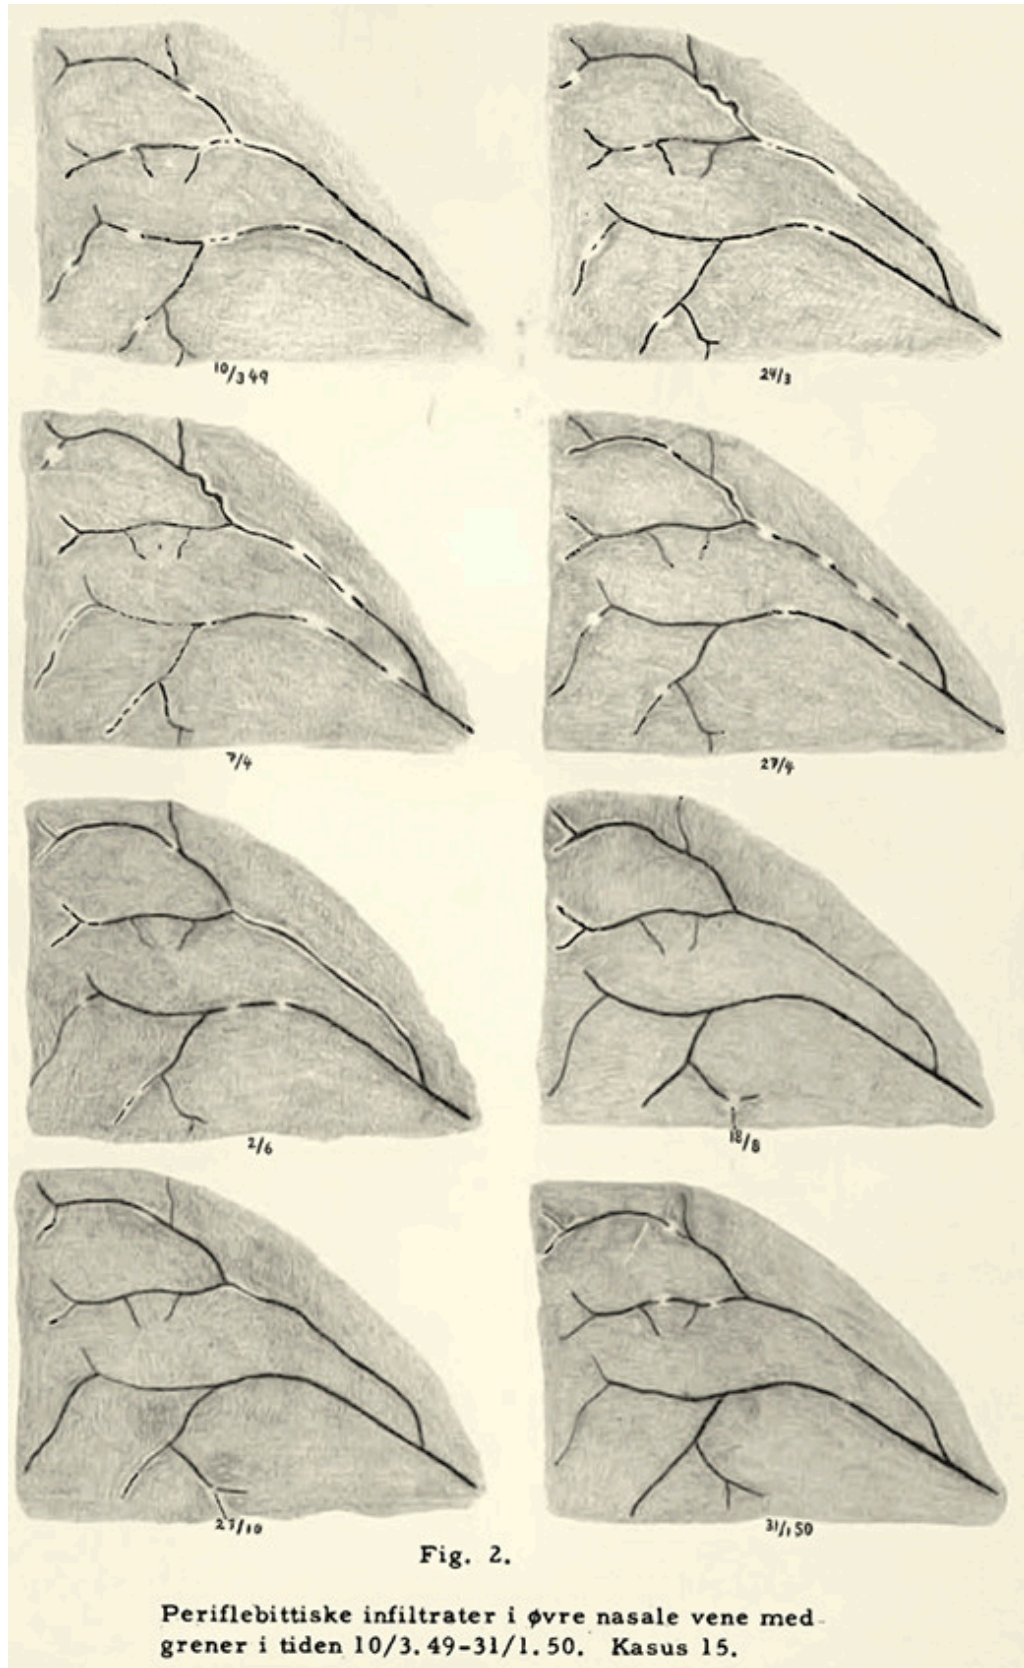 10/3 49
24/3
7/4
27/4
2/6
18/8
21/10
31/1 50
Fig. 2.
Periflebittiske infiltrater i øvre nasale vene med
grener i tiden 10/3.49-31/1.50. Kasus 15.